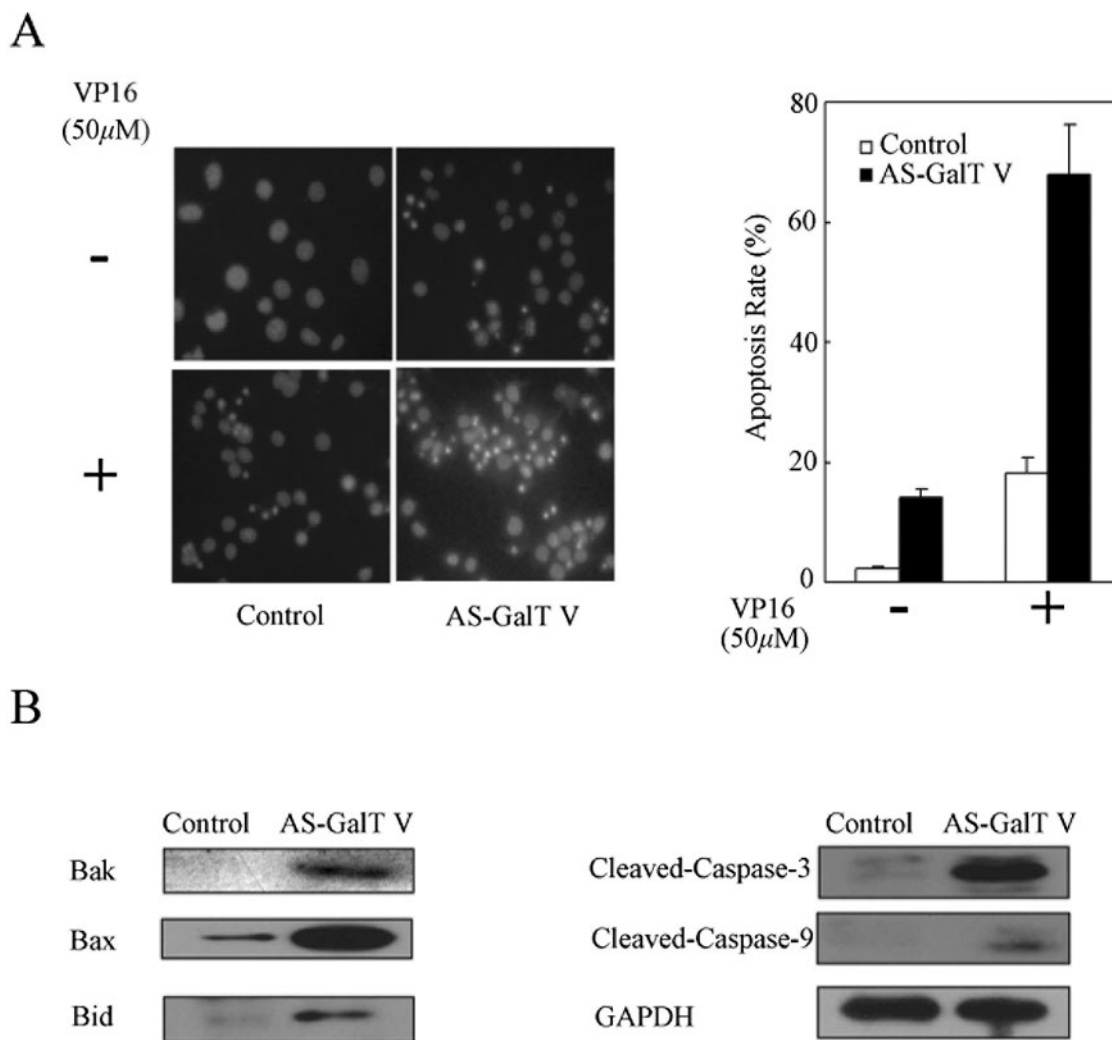 A
VP16
(50μM)
-
+
Control AS-GalT V
80
60
40
20
0
Apoptosis Rate (%)
Control
AS-GalT V
- +
VP16
(50μM)
B
Control AS-GalT V
Bak
Bax
Bid
Control AS-GalT V
Cleaved-Caspase-3
Cleaved-Caspase-9
GAPDH